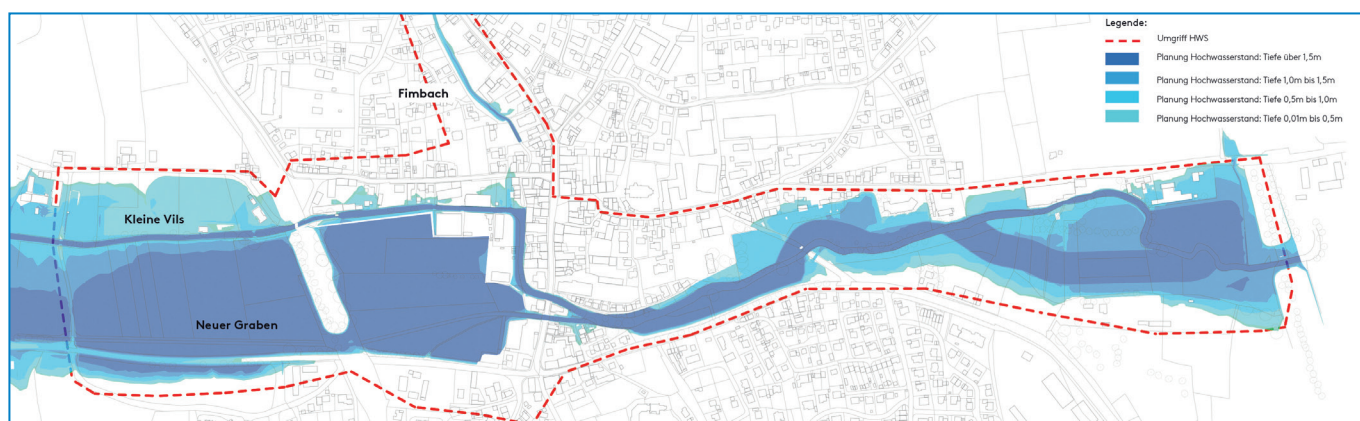 Legende:
Umgriff HWS
Planung Hochwasserstand: Tiefe über 1,5m
Planung Hochwasserstand: Tiefe 1,0m bis 1,5m
Planung Hochwasserstand: Tiefe 0,5m bis 1,0m
Planung Hochwasserstand: Tiefe 0,01m bis 0,5m
Fimbach
Kleine Vils
Neuer Graben